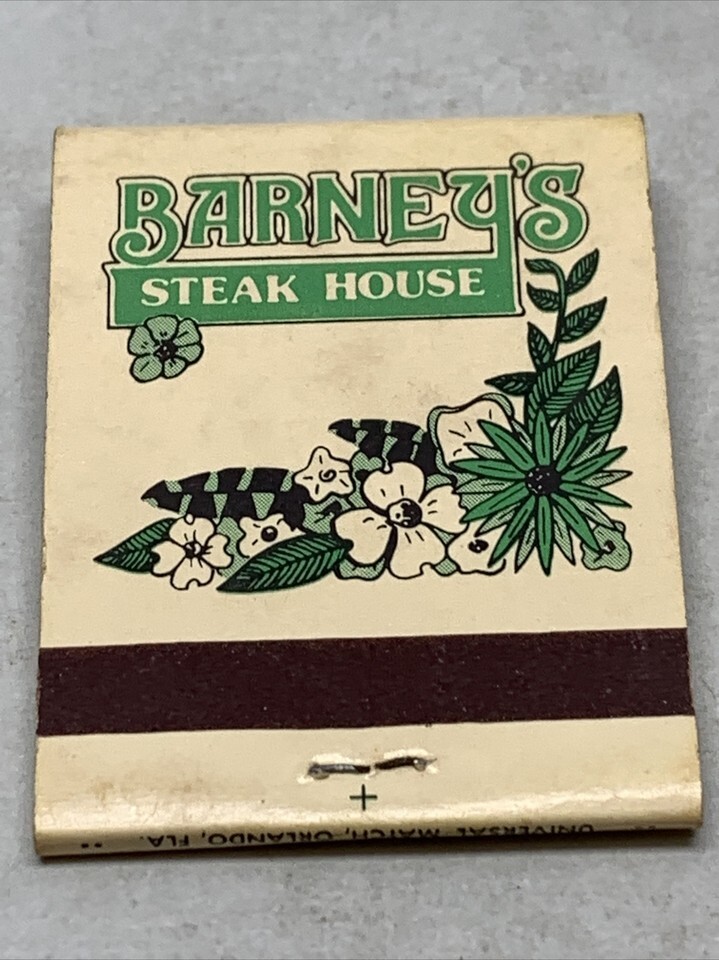 BARNEY'S
STEAK HOUSE
+
UNIVERSAL MATCH, ORLANDO, FLA.